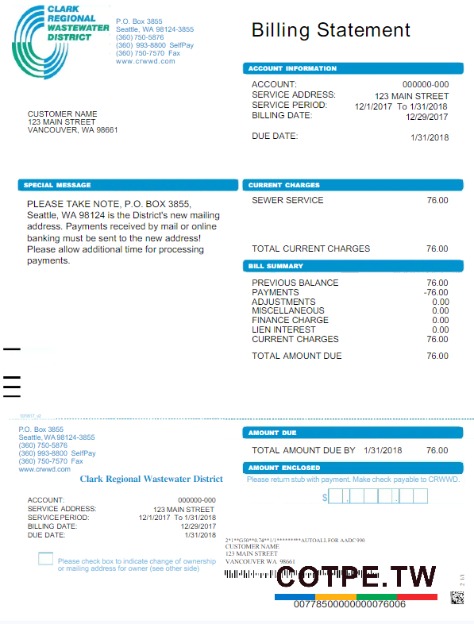 CLARK
REGIONAL
WASTEWATER
DISTRICT
P.O. Box 3855
Seattle, WA 98124-3855
(360) 750-5876
(360) 993-8800 SelfPay
(360) 750-7570 Fax
www.crwwd.com
Billing Statement
ACCOUNT INFORMATION
ACCOUNT: 000000-000
SERVICE ADDRESS: 123 MAIN STREET
SERVICE PERIOD: 12/1/2017 To 1/31/2018
BILLING DATE: 12/29/2017
DUE DATE: 1/31/2018
CUSTOMER NAME
123 MAIN STREET
VANCOUVER, WA 98661
SPECIAL MESSAGE
PLEASE TAKE NOTE, P.O. BOX 3855,
Seattle, WA 98124 is the District's new mailing
address. Payments received by mail or online
banking must be sent to the new address!
Please allow additional time for processing
payments.
CURRENT CHARGES
SEWER SERVICE 76.00
TOTAL CURRENT CHARGES 76.00
BILL SUMMARY
PREVIOUS BALANCE 76.00
PAYMENTS -76.00
ADJUSTMENTS 0.00
MISCELLANEOUS 0.00
FINANCE CHARGE 0.00
LIEN INTEREST 0.00
CURRENT CHARGES 76.00
TOTAL AMOUNT DUE 76.00
P.O. Box 3855
Seattle, WA 98124-3855
(360) 750-5876
(360) 993-8800 SelfPay
(360) 750-7570 Fax
www.crwwd.com
Clark Regional Wastewater District
ACCOUNT: 000000-000
SERVICE ADDRESS: 123 MAIN STREET
SERVICE PERIOD: 12/1/2017 To 1/31/2018
BILLING DATE: 12/29/2017
DUE DATE: 1/31/2018
Please check box to indicate change of ownership
or mailing address for owner (see other side)
AMOUNT DUE
TOTAL AMOUNT DUE BY 1/31/2018 76.00
AMOUNT ENCLOSED
Please return stub with payment. Make check payable to CRWWD.
$
CUSTOMER NAME
123 MAIN STREET
VANCOUVER WA 98661
COTPE.TW
00778500000000076006